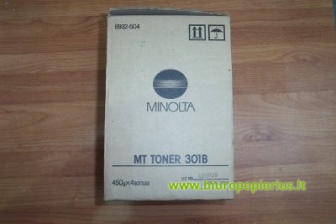 8932-504
MINOLTA
MT TONER 301B
450g×4
www.biuropopierius.lt